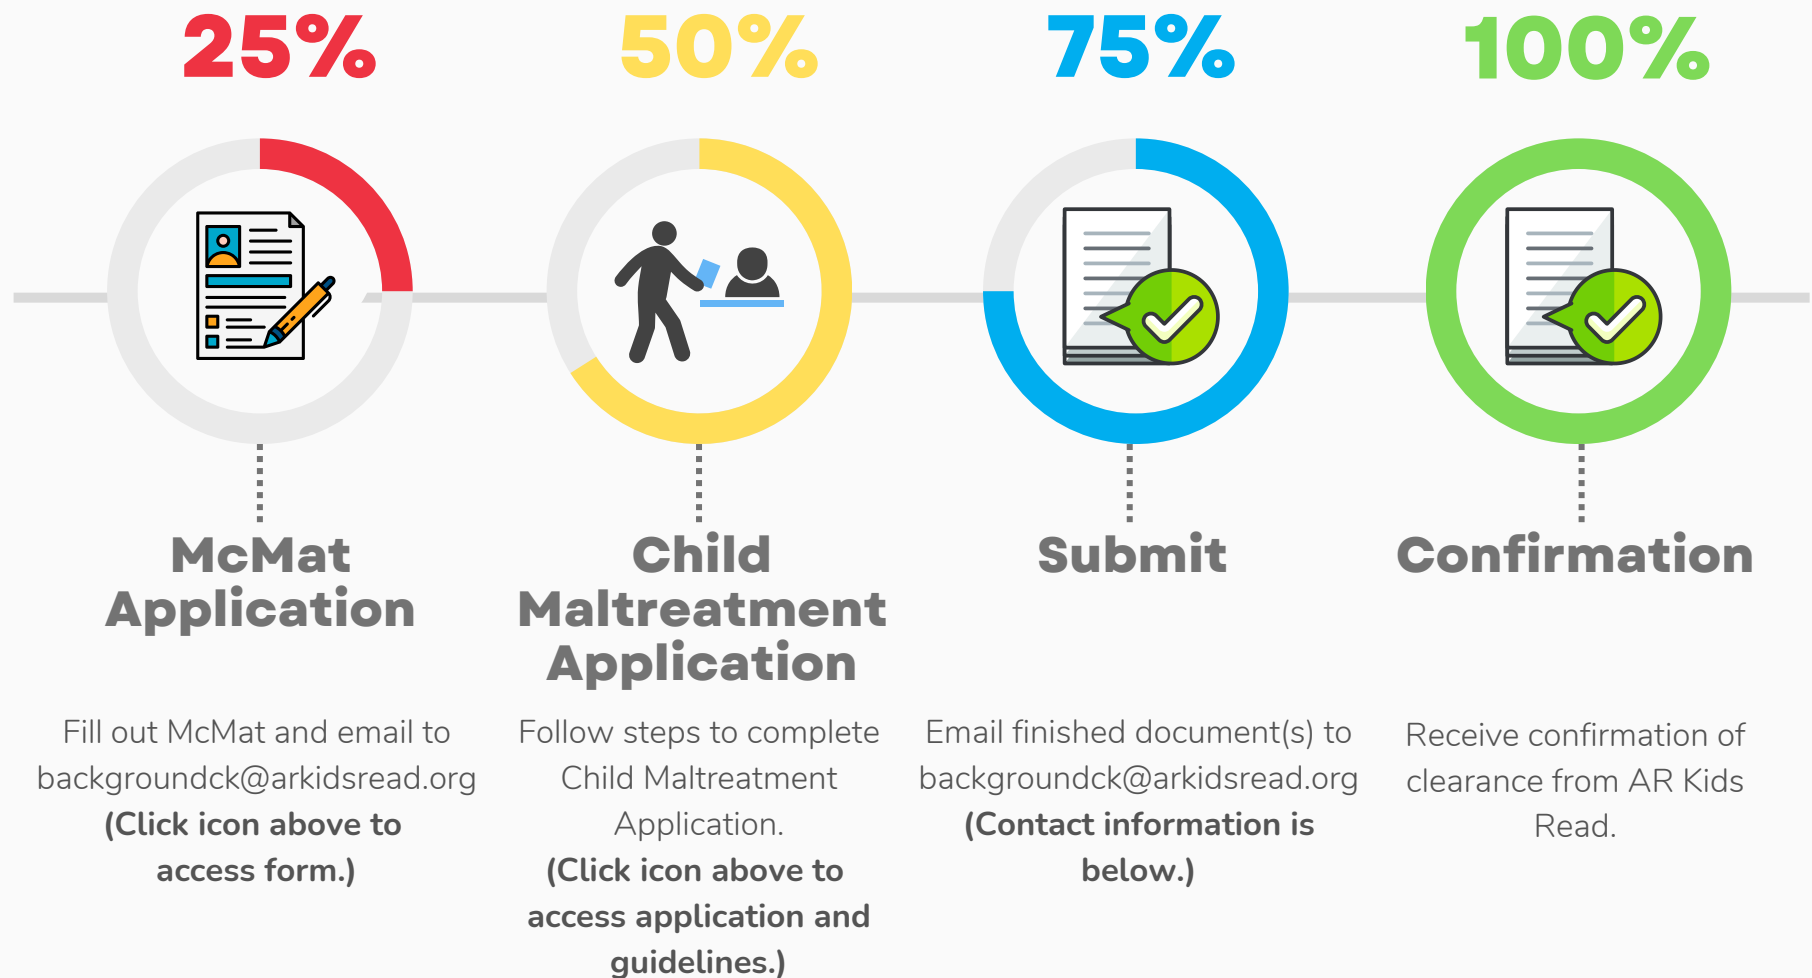 25%
50%
75%
100%
McMat
Application
Child
Maltreatment
Application
Submit
Confirmation
Fill out McMat and email to
backgroundck@arkidsread.org
(Click icon above to
access form.)
Follow steps to complete
Child Maltreatment
Application.
(Click icon above to
access application and
guidelines.)
Email finished document(s) to
backgroundck@arkidsread.org
(Contact information is
below.)
Receive confirmation of
clearance from AR Kids
Read.